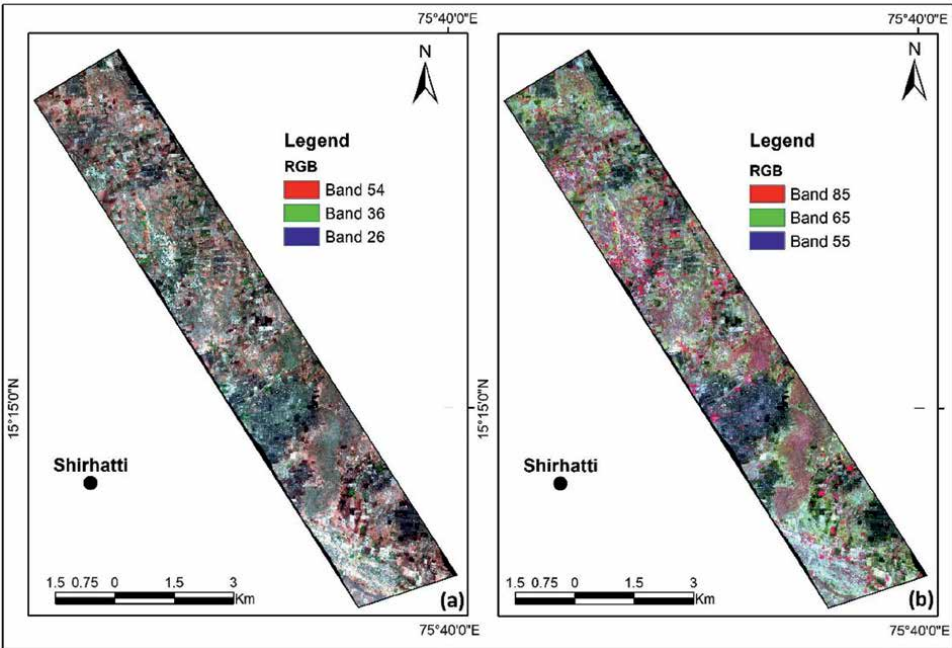 75°40'0"E
75°40'0"E
N
N
Legend
RGB
Band 54
Band 36
Band 26
Legend
RGB
Band 85
Band 65
Band 55
15°15'0"N
15°15'0"N
Shirhatti
Shirhatti
1.5 0.75 0 1.5 3
Km
(a)
1.5 0.75 0 1.5 3
Km
(b)
75°40'0"E
75°40'0"E